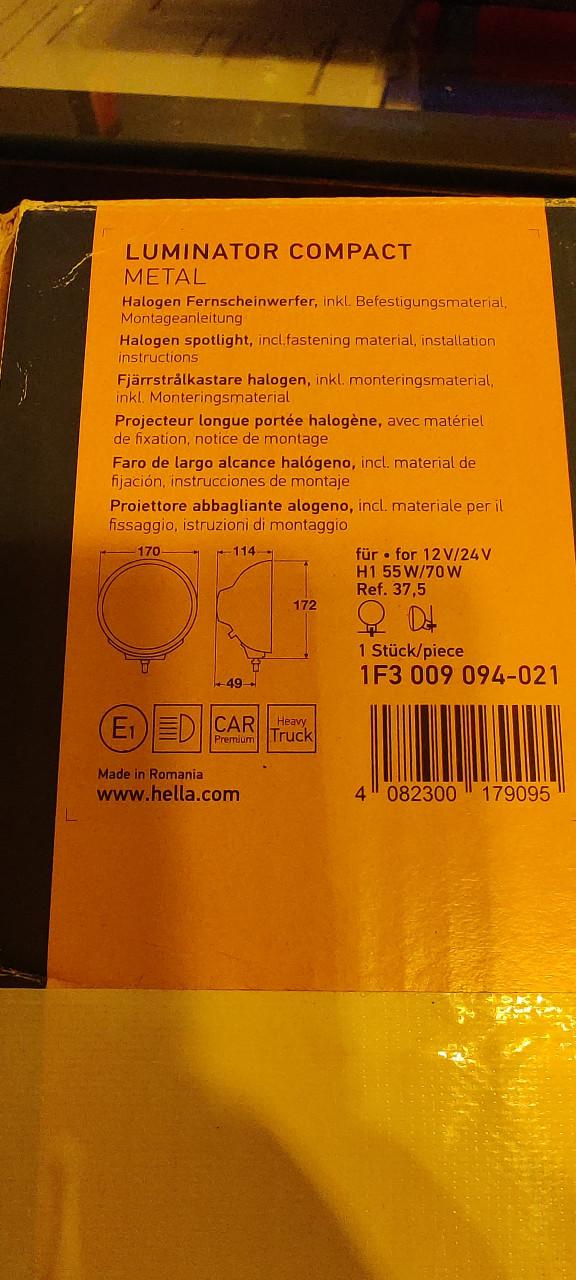 LUMINATOR COMPACT
METAL
Halogen Fernscheinwerfer, inkl. Befestigungsmaterial,
Montageanleitung
Halogen spotlight, incl.fastening material, installation
instructions
Fjärrstrålkastare halogen, inkl. monteringsmaterial,
inkl. Monteringsmaterial
Projecteur longue portée halogène, avec matériel
de fixation, notice de montage
Faro de largo alcance halógeno, incl. material de
fijación, instrucciones de montaje
Proiettore abbagliante alogeno, incl. materiale per il
fissaggio, istruzioni di montaggio
170
114
172
49
für • for 12V/24V
H1 55W/70W
Ref. 37,5
1 Stück/piece
1F3 009 094-021
E1
CAR
Premium
Heavy
Truck
Made in Romania
www.hella.com
4 082300 179095